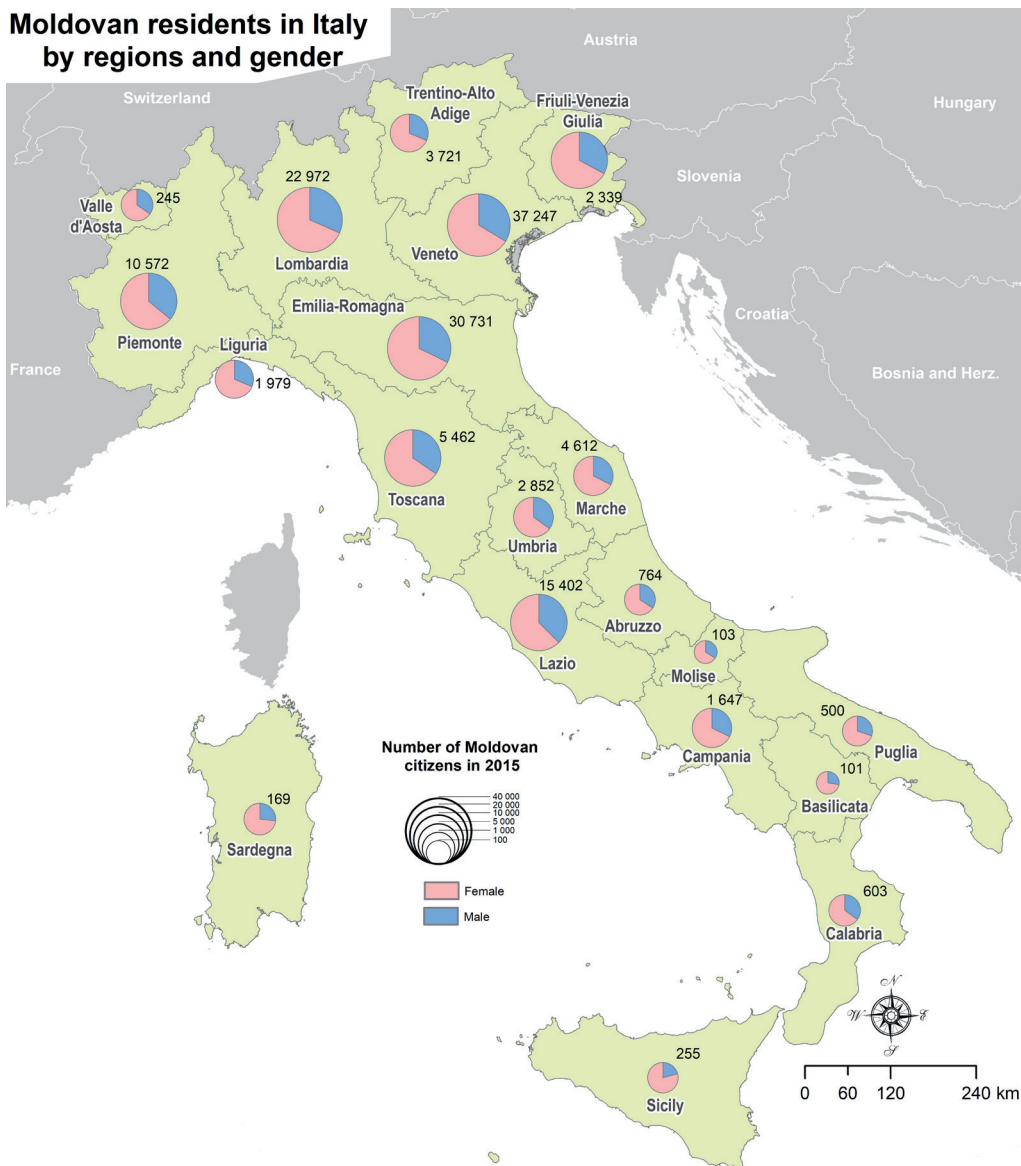 Moldovan residents in Italy
by regions and gender
Austria
Switzerland
Hungary
Slovenia
Croatia
Bosnia and Herz.
France
Trentino-Alto
Adige
3 721
Friuli-Venezia
Giulia
2 339
Valle
d'Aosta
245
22 972
Lombardia
37 247
Veneto
10 572
Piemonte
Emilia-Romagna
30 731
Liguria
1 979
5 462
Toscana
4 612
Marche
2 852
Umbria
15 402
Lazio
764
Abruzzo
103
Molise
1 647
Campania
500
Puglia
101
Basilicata
169
Sardegna
603
Calabria
255
Sicily
Number of Moldovan
citizens in 2015
40 000
20 000
10 000
5 000
1 000
100
Female
Male
N
W E
S
0 60 120 240 km